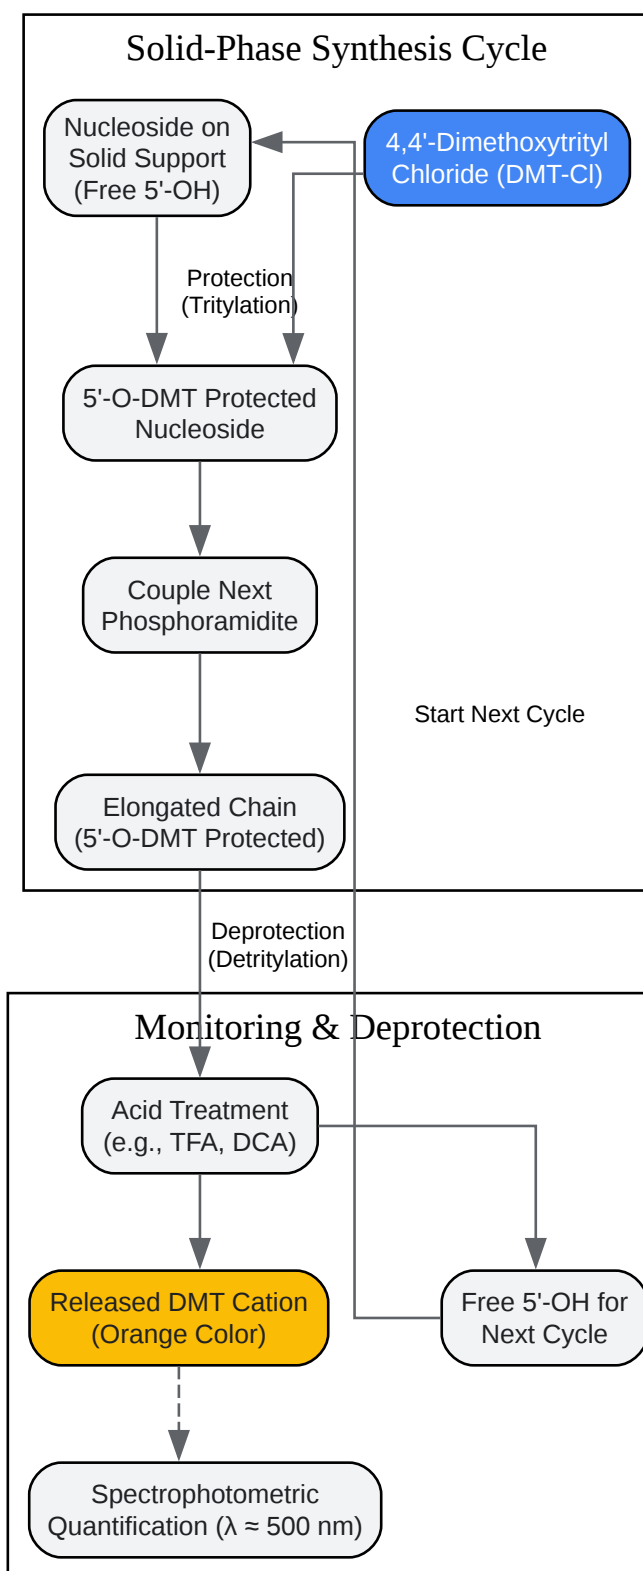 Solid-Phase Synthesis Cycle
Nucleoside on
Solid Support
(Free 5'-OH)
4,4'-Dimethoxytrityl
Chloride (DMT-Cl)
Protection
(Tritylation)
5'-O-DMT Protected
Nucleoside
Couple Next
Phosphoramidite
Start Next Cycle
Elongated Chain
(5'-O-DMT Protected)
Deprotection
(Detritylation)
Monitoring & Deprotection
Acid Treatment
(e.g., TFA, DCA)
Released DMT Cation
(Orange Color)
Free 5'-OH for
Next Cycle
Spectrophotometric
Quantification (λ ≈ 500 nm)